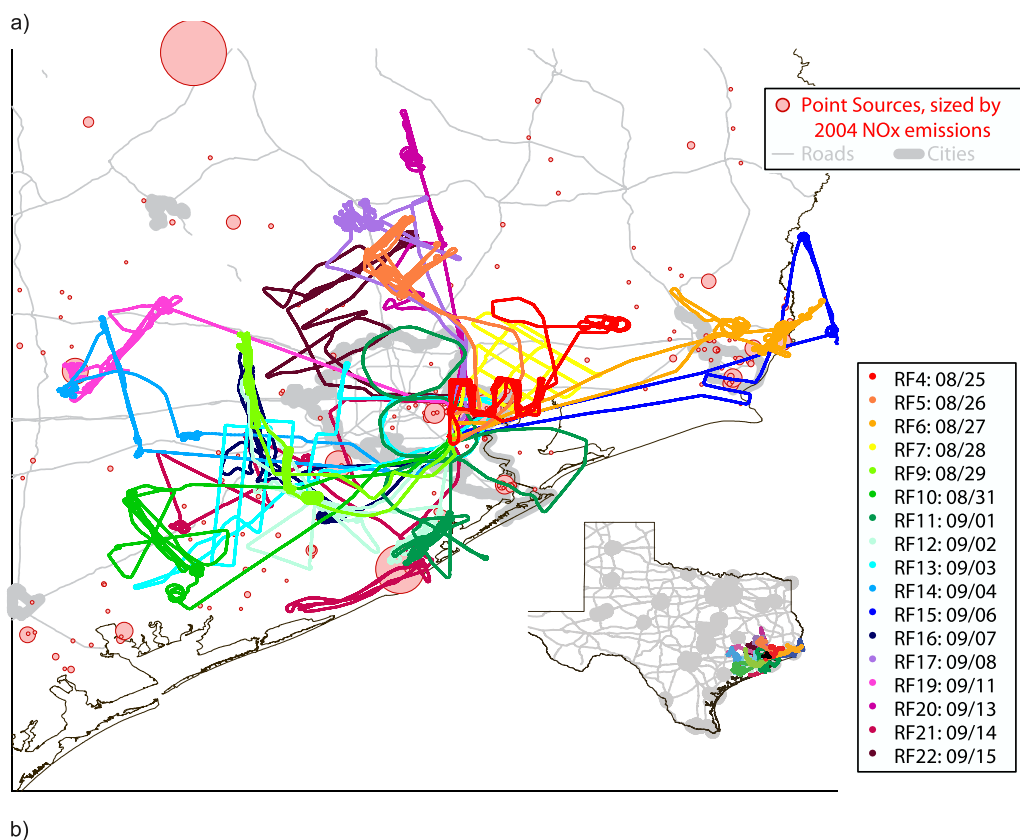 a)
Point Sources, sized by
2004 NOx emissions
Roads Cities
RF4: 08/25
RF5: 08/26
RF6: 08/27
RF7: 08/28
RF9: 08/29
RF10: 08/31
RF11: 09/01
RF12: 09/02
RF13: 09/03
RF14: 09/04
RF15: 09/06
RF16: 09/07
RF17: 09/08
RF19: 09/11
RF20: 09/13
RF21: 09/14
RF22: 09/15
b)